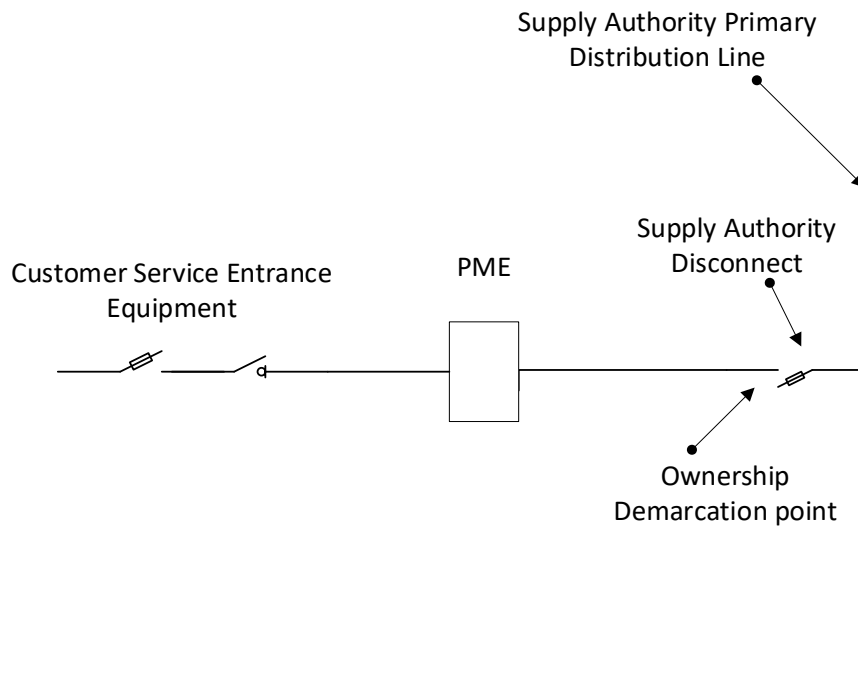 Supply Authority Primary
Distribution Line
Supply Authority
Disconnect
PME
Customer Service Entrance
Equipment
Ownership
Demarcation point